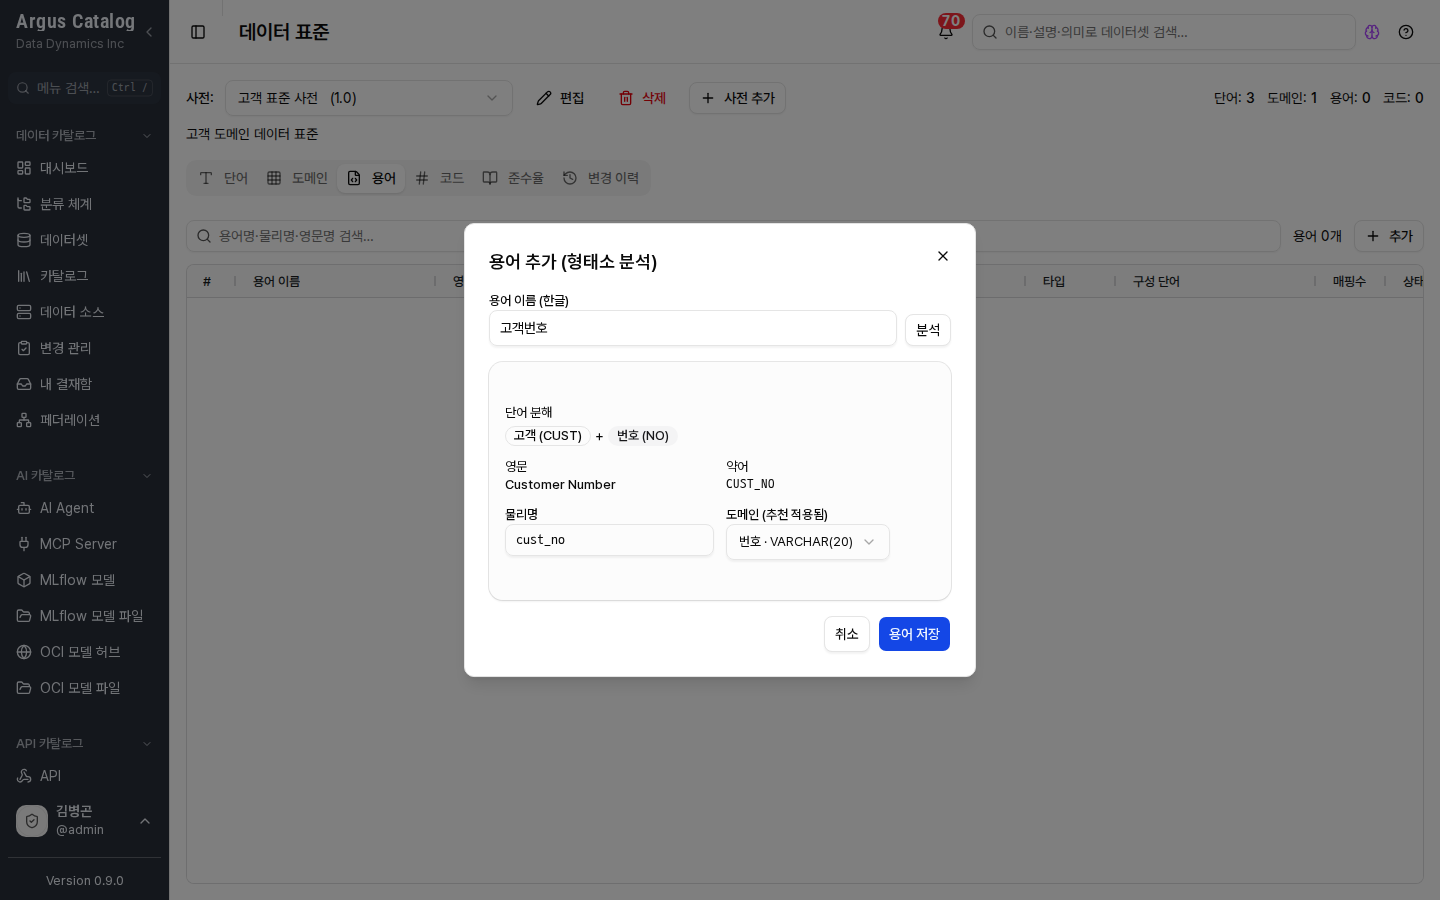 Argus Catalog
Data Dynamics Inc
메뉴 검색... Ctrl /
데이터 카탈로그
대시보드
분류 체계
데이터셋
카탈로그
데이터 소스
변경 관리
내 결재함
페더레이션
AI 카탈로그
AI Agent
MCP Server
MLflow 모델
MLflow 모델 파일
OCI 모델 허브
OCI 모델 파일
API 카탈로그
API
김병곤
@admin
Version 0.9.0
데이터 표준
70
이름·설명·의미로 데이터셋 검색...
사전: 고객 표준 사전 (1.0) 편집 삭제 사전 추가
단어: 3 도메인: 1 용어: 0 코드: 0
고객 도메인 데이터 표준
단어 도메인 용어 코드 준수율 변경 이력
용어명·물리명·영문명 검색...
용어 0개 추가
# 용어 이름 영 타입 구성 단어 매핑수 상태
용어 추가 (형태소 분석)
용어 이름 (한글)
고객번호 분석
단어 분해
고객 (CUST) + 번호 (NO)
영문 약어
Customer Number CUST_NO
물리명 도메인 (추천 적용됨)
cust_no 번호 · VARCHAR(20)
취소 용어 저장